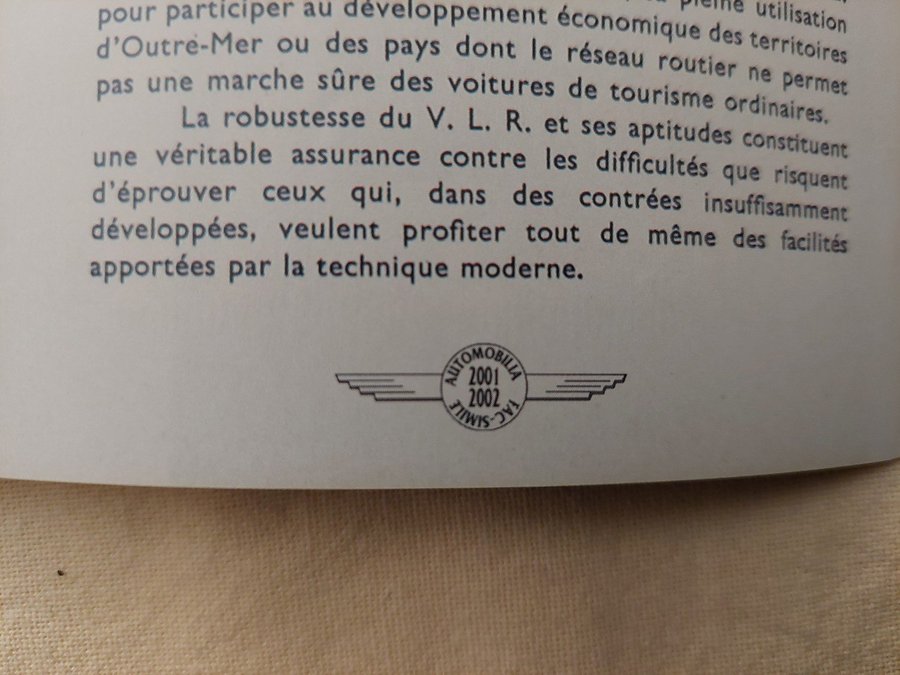 pleine utilisation
pour participer au développement économique des territoires
d'Outre-Mer ou des pays dont le réseau routier ne permet
pas une marche sûre des voitures de tourisme ordinaires.
La robustesse du V. L. R. et ses aptitudes constituent
une véritable assurance contre les difficultés que risquent
d'éprouver ceux qui, dans des contrées insuffisamment
développées, veulent profiter tout de même des facilités
apportées par la technique moderne.
AUTOMOBILIA
2001
2002
FAC-SIMILE